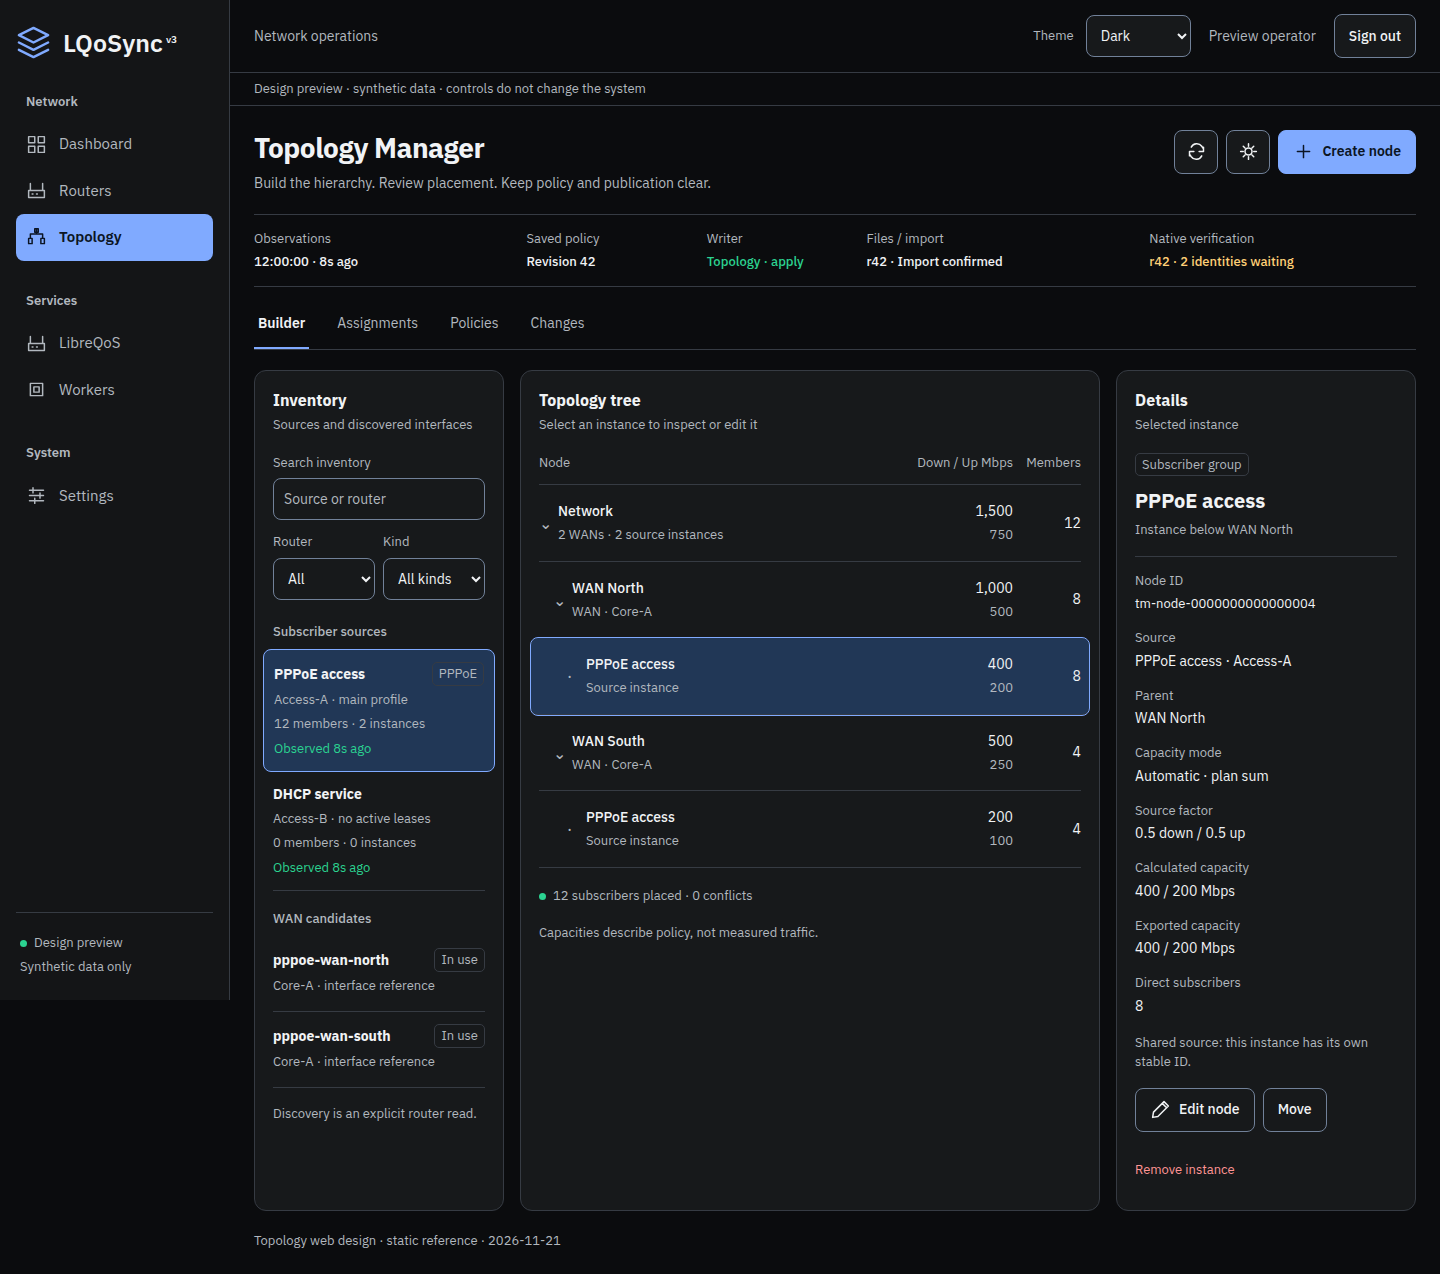 LQoSync v3
Network
Dashboard
Routers
Topology
Services
LibreQoS
Workers
System
Settings
Design preview
Synthetic data only
Network operations
Theme
Dark
Preview operator
Sign out
Design preview · synthetic data · controls do not change the system
Topology Manager
Build the hierarchy. Review placement. Keep policy and publication clear.
Create node
Observations
12:00:00 · 8s ago
Saved policy
Revision 42
Writer
Topology · apply
Files / import
r42 · Import confirmed
Native verification
r42 · 2 identities waiting
Builder
Assignments
Policies
Changes
Inventory
Sources and discovered interfaces
Search inventory
Source or router
Router
Kind
All
All kinds
Subscriber sources
PPPoE access
PPPoE
Access-A · main profile
12 members · 2 instances
Observed 8s ago
DHCP service
Access-B · no active leases
0 members · 0 instances
Observed 8s ago
WAN candidates
pppoe-wan-north
In use
Core-A · interface reference
pppoe-wan-south
In use
Core-A · interface reference
Discovery is an explicit router read.
Topology tree
Select an instance to inspect or edit it
Node
Down / Up Mbps
Members
Network
1,500
12
2 WANs · 2 source instances
750
WAN North
1,000
8
WAN · Core-A
500
PPPoE access
400
8
Source instance
200
WAN South
500
4
WAN · Core-A
250
PPPoE access
200
4
Source instance
100
12 subscribers placed · 0 conflicts
Capacities describe policy, not measured traffic.
Details
Selected instance
Subscriber group
PPPoE access
Instance below WAN North
Node ID
tm-node-0000000000000004
Source
PPPoE access · Access-A
Parent
WAN North
Capacity mode
Automatic · plan sum
Source factor
0.5 down / 0.5 up
Calculated capacity
400 / 200 Mbps
Exported capacity
400 / 200 Mbps
Direct subscribers
8
Shared source: this instance has its own
stable ID.
Edit node
Move
Remove instance
Topology web design · static reference · 2026-11-21